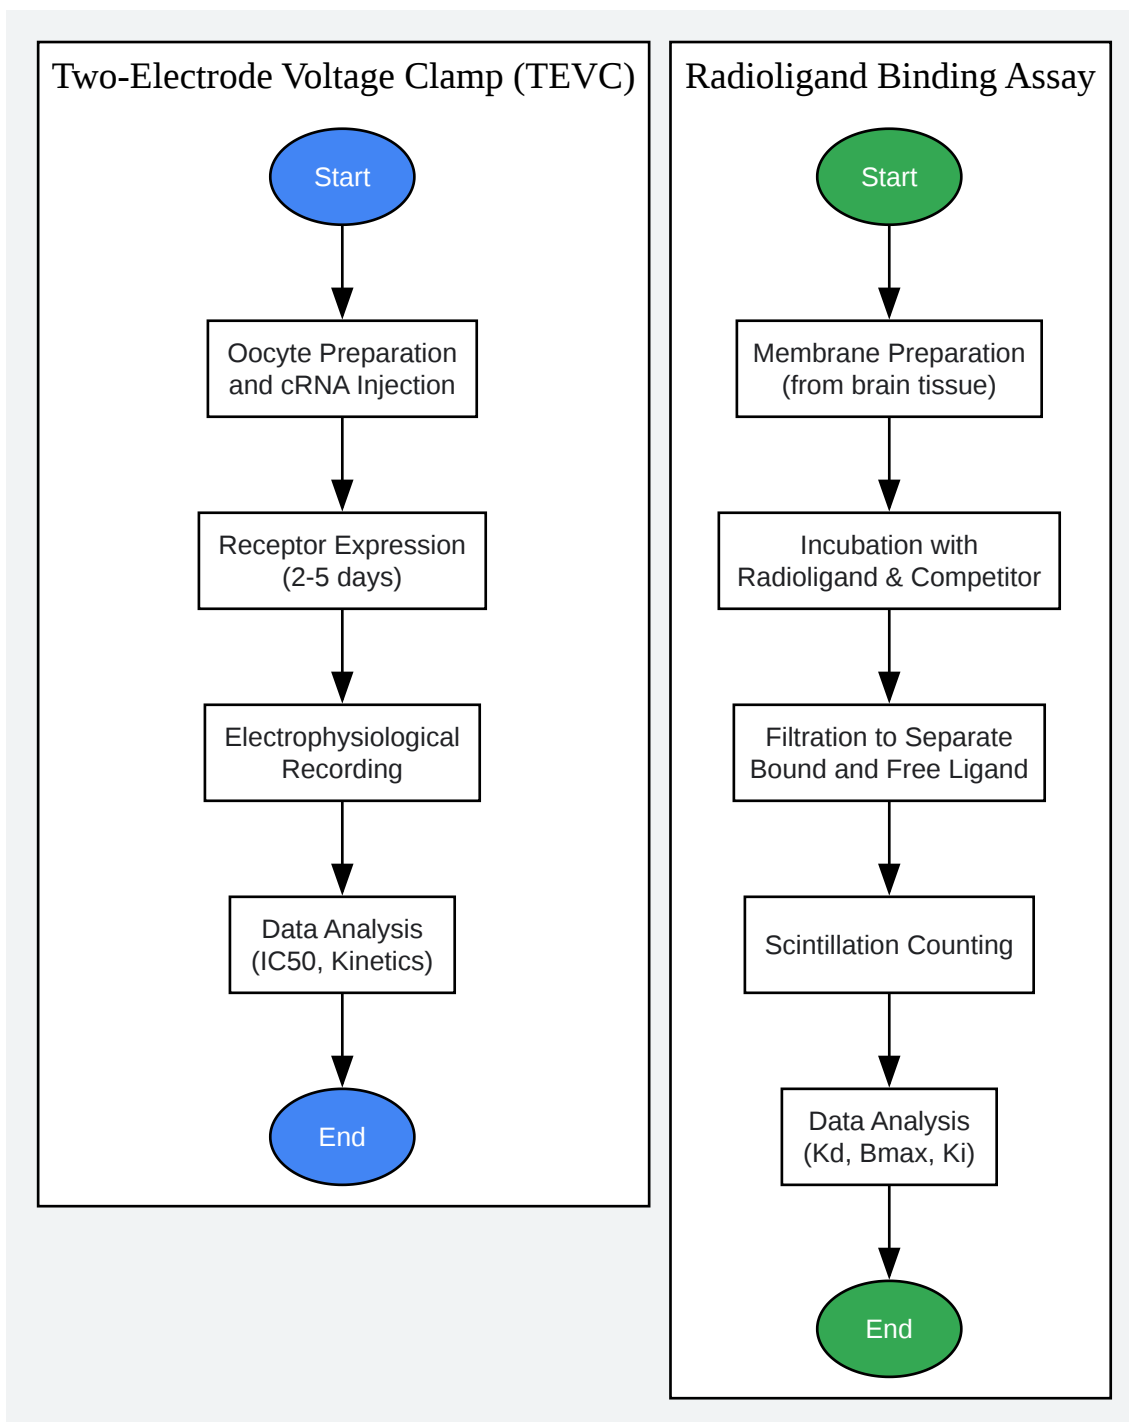 Two-Electrode Voltage Clamp (TEVC)
Start
Oocyte Preparation
and cRNA Injection
Receptor Expression
(2-5 days)
Electrophysiological
Recording
Data Analysis
(IC50, Kinetics)
End
Radioligand Binding Assay
Start
Membrane Preparation
(from brain tissue)
Incubation with
Radioligand & Competitor
Filtration to Separate
Bound and Free Ligand
Scintillation Counting
Data Analysis
(Kd, Bmax, Ki)
End